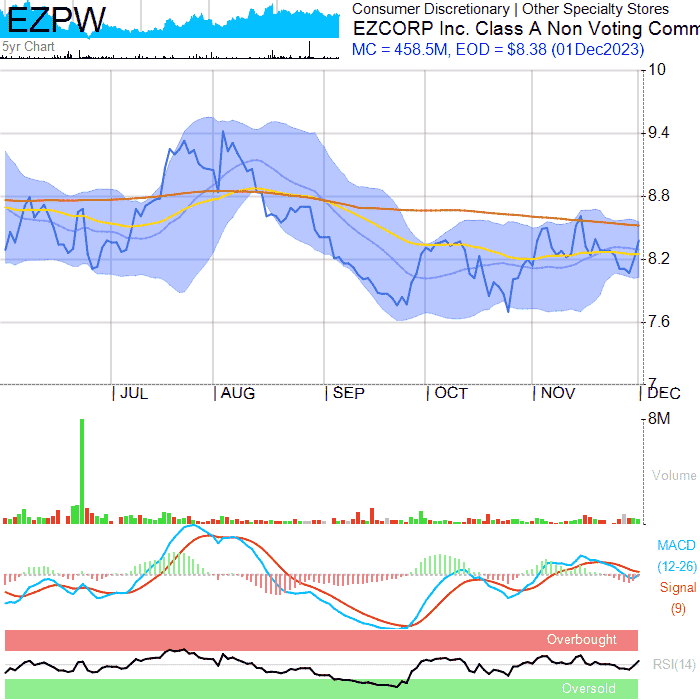 EZPW
5yr Chart
Consumer Discretionary | Other Specialty Stores
EZCORP Inc. Class A Non Voting Comm
MC = 458.5M, EOD = $8.38 (01Dec2023)
10
9.4
8.8
8.2
7.6
7
JUL AUG SEP OCT NOV DEC
8M
Volume
MACD
(12-26)
Signal
(9)
Overbought
RSI(14)
Oversold